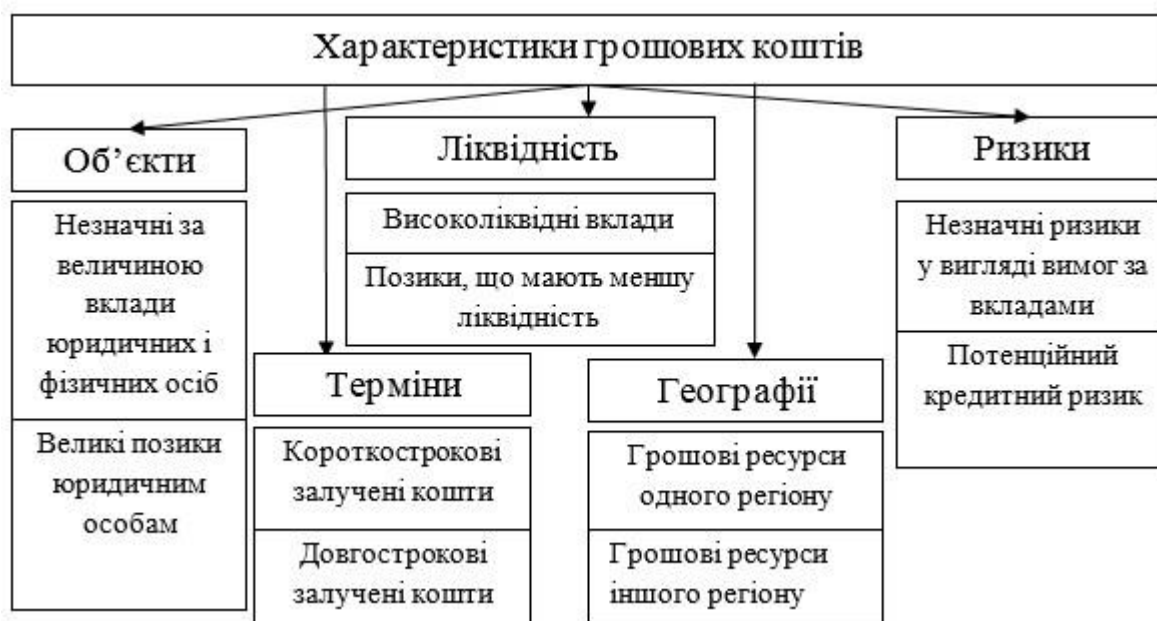 Характеристики грошових коштів
Об’єкти
Незначні за
величиною
вклади
юридичних і
фізичних осіб
Великі позики
юридичним
особам
Терміни
Короткострокові
залучені кошти
Довгострокові
залучені кошти
Ліквідність
Високоліквідні вклади
Позики, що мають меншу
ліквідність
Географії
Грошові ресурси
одного регіону
Грошові ресурси
іншого регіону
Ризики
Незначні ризики
у вигляді вимог за
вкладами
Потенційний
кредитний ризик